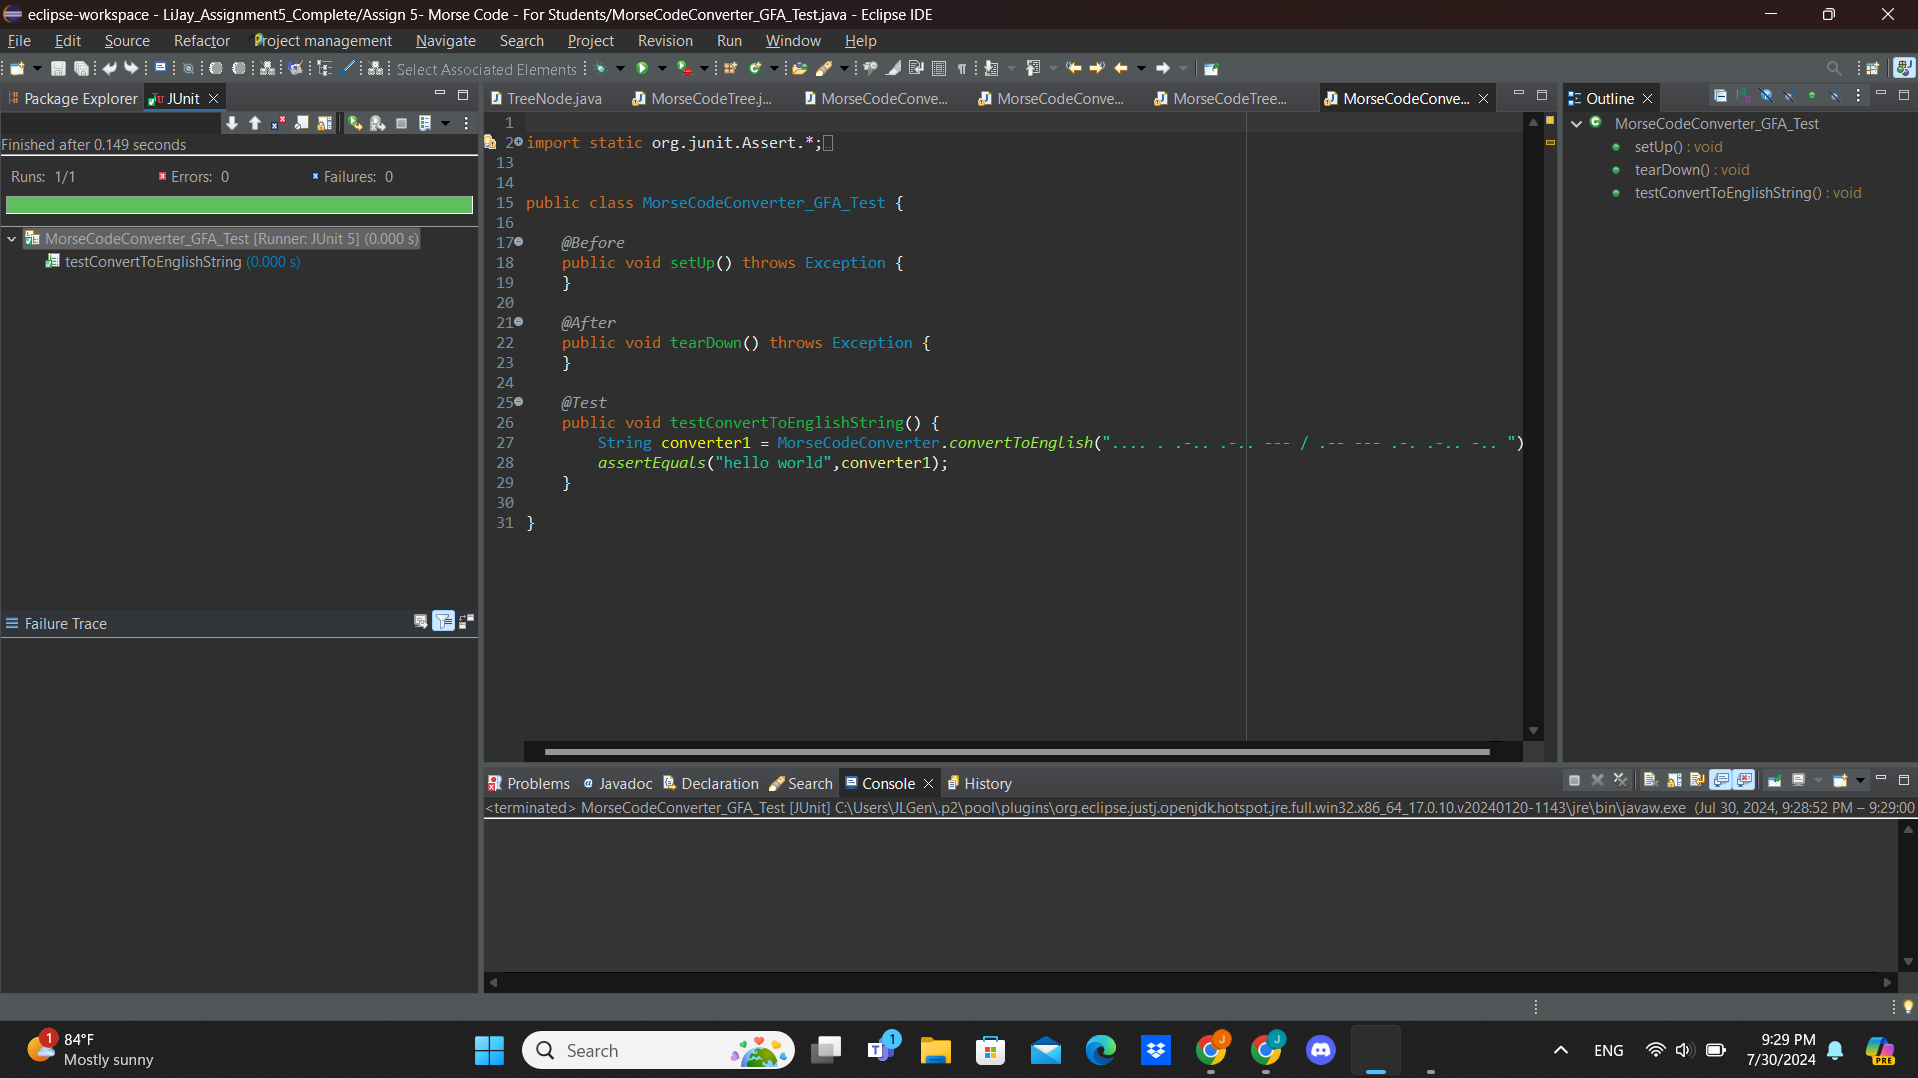 eclipse-workspace - LiJay_Assignment5_Complete/Assign 5- Morse Code - For Students/MorseCodeConverter_GFA_Test.java - Eclipse IDE
File Edit Source Refactor Project management Navigate Search Project Revision Run Window Help
Select Associated Elements
Package Explorer JUnit
Finished after 0.149 seconds
Runs: 1/1 Errors: 0 Failures: 0
MorseCodeConverter_GFA_Test [Runner: JUnit 5] (0.000 s)
testConvertToEnglishString (0.000 s)
Failure Trace
TreeNode.java MorseCodeTree.j... MorseCodeConve... MorseCodeConve... MorseCodeTree... MorseCodeConve...
1
2 import static org.junit.Assert.*;
13
14
15 public class MorseCodeConverter_GFA_Test {
16
17 @Before
18 public void setUp() throws Exception {
19 }
20
21 @After
22 public void tearDown() throws Exception {
23 }
24
25 @Test
26 public void testConvertToEnglishString() {
27 String converter1 = MorseCodeConverter.convertToEnglish(".... . .-.. .-.. --- / .-- --- .-. .-.. -.. ")
28 assertEquals("hello world",converter1);
29 }
30
31 }
Outline
MorseCodeConverter_GFA_Test
setUp() : void
tearDown() : void
testConvertToEnglishString() : void
Problems @ Javadoc Declaration Search Console History
<terminated> MorseCodeConverter_GFA_Test [JUnit] C:\Users\JLGen\.p2\pool\plugins\org.eclipse.justj.openjdk.hotspot.jre.full.win32.x86_64_17.0.10.v20240120-1143\jre\bin\javaw.exe (Jul 30, 2024, 9:28:52 PM – 9:29:00
1
84°F
Mostly sunny
Search
1
J
J
ENG
9:29 PM
7/30/2024
PRE